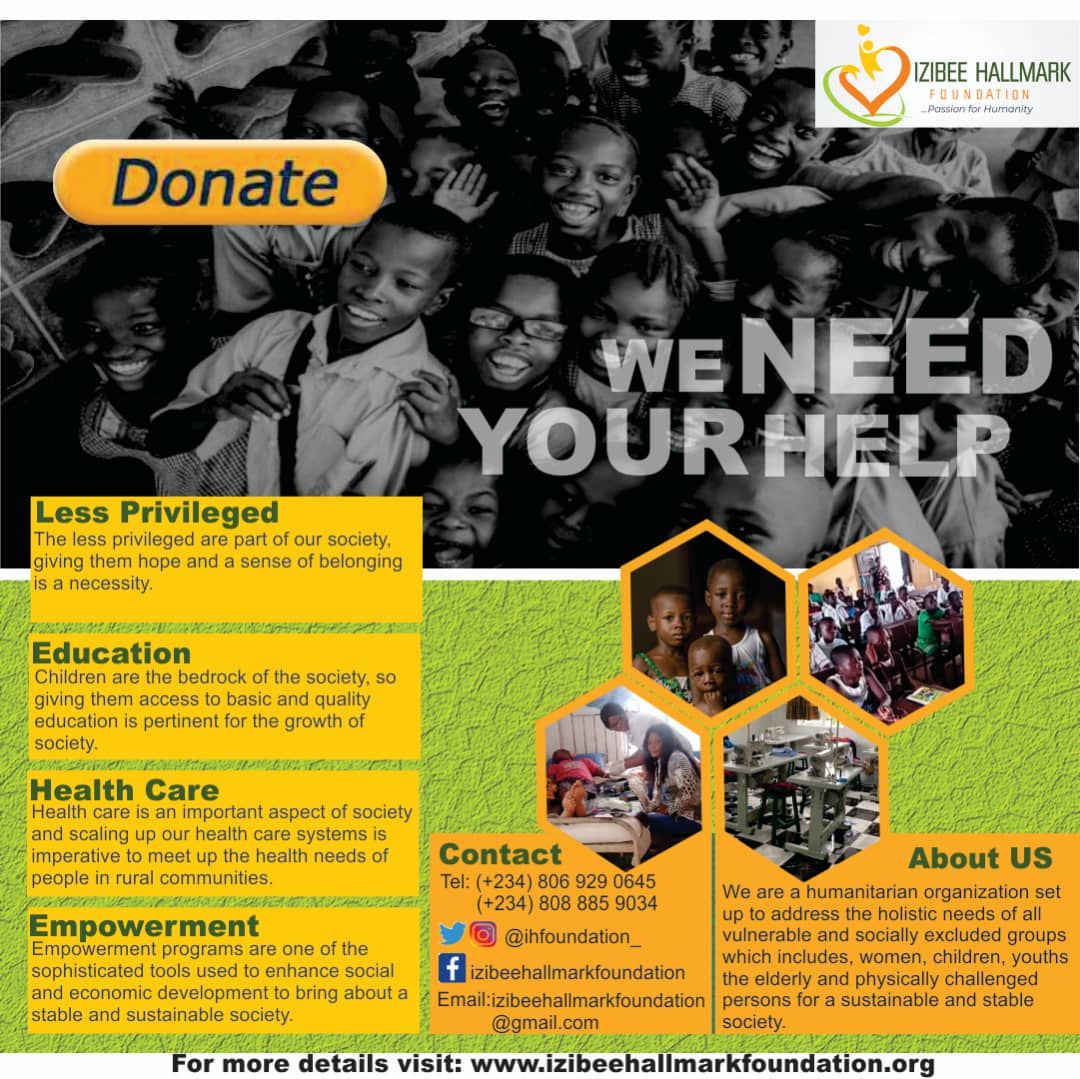 IZIBEE HALLMARK
FOUNDATION
...Passion for Humanity
Donate
WE NEED
YOUR HELP
Less Privileged
The less privileged are part of our society,
giving them hope and a sense of belonging
is a necessity.
Education
Children are the bedrock of the society, so
giving them access to basic and quality
education is pertinent for the growth of
society.
Health Care
Health care is an important aspect of society
and scaling up our health care systems is
imperative to meet up the health needs of
people in rural communities.
Empowerment
Empowerment programs are one of the
sophisticated tools used to enhance social
and economic development to bring about a
stable and sustainable society.
Contact
Tel: (+234) 806 929 0645
(+234) 808 885 9034
@ihfoundation_
izibeehallmarkfoundation
Email:izibeehallmarkfoundation
@gmail.com
About US
We are a humanitarian organization set
up to address the holistic needs of all
vulnerable and socially excluded groups
which includes, women, children, youths
the elderly and physically challenged
persons for a sustainable and stable
society.
For more details visit: www.izibeehallmarkfoundation.org